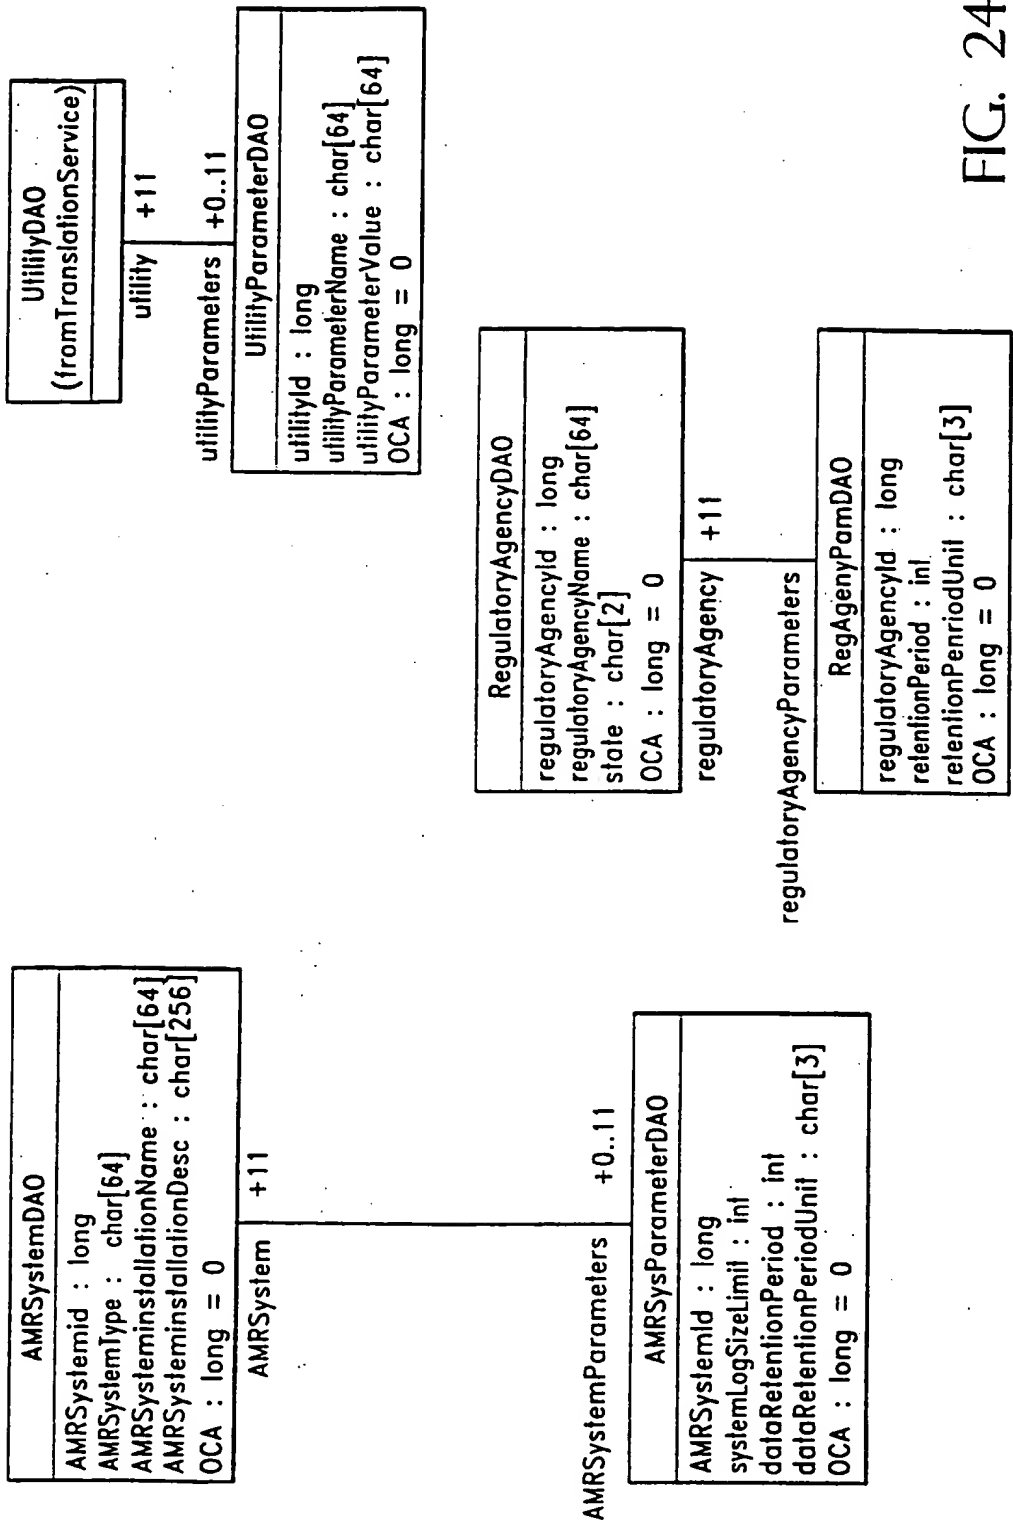 AMRSystemDAO
AMRSystemid : long
AMRSystemType : char[64]
AMRSysteminstallationName : char[64]
AMRSysteminstallationDesc : char[256]
OCA : long = 0
AMRSystem +11
AMRSystemParameters +0..11
AMRSysParameterDAO
AMRSystemId : long
systemLogSizeLimit : int
dataRetentionPeriod : int
dataRetentionPeriodUnit : char[3]
OCA : long = 0
UtilityDAO
(fromTranslationService)
utility +11
utilityParameters +0..11
UtilityParameterDAO
utilityId : long
utilityParameterName : char[64]
utilityParameterValue : char[64]
OCA : long = 0
RegulatoryAgencyDAO
regulatoryAgencyId : long
regulatoryAgencyName : char[64]
state : char[2]
OCA : long = 0
regulatoryAgency +11
regulatoryAgencyParameters
RegAgenyPamDAO
regulatoryAgencyId : long
retentionPeriod : int
retentionPenriodUnit : char[3]
OCA : long = 0
FIG. 24